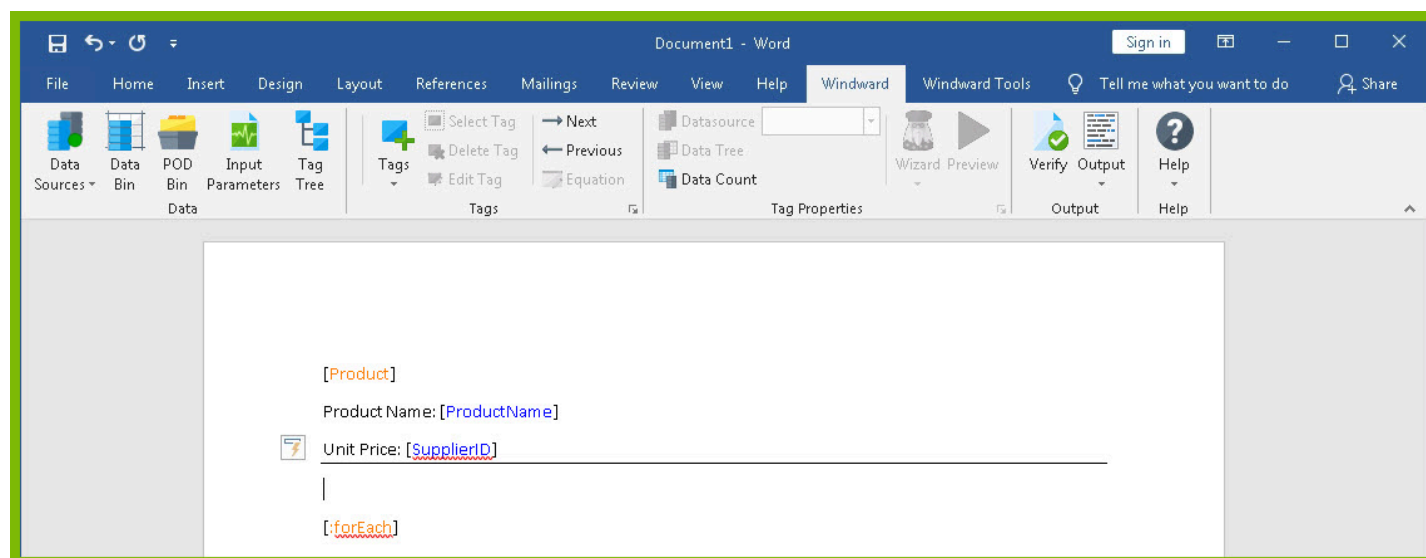 Document1 - Word
Sign in
File Home Insert Design Layout References Mailings Review View Help Windward Windward Tools Tell me what you want to do Share
Data Sources
Data Bin
POD Bin
Input Parameters
Tag Tree
Data
Tags
Select Tag
Delete Tag
Edit Tag
Next
Previous
Equation
Tags
Datasource
Data Tree
Data Count
Wizard
Preview
Tag Properties
Verify
Output
Output
Help
Help
[Product]
Product Name: [ProductName]
Unit Price: [SupplierID]
[:forEach]